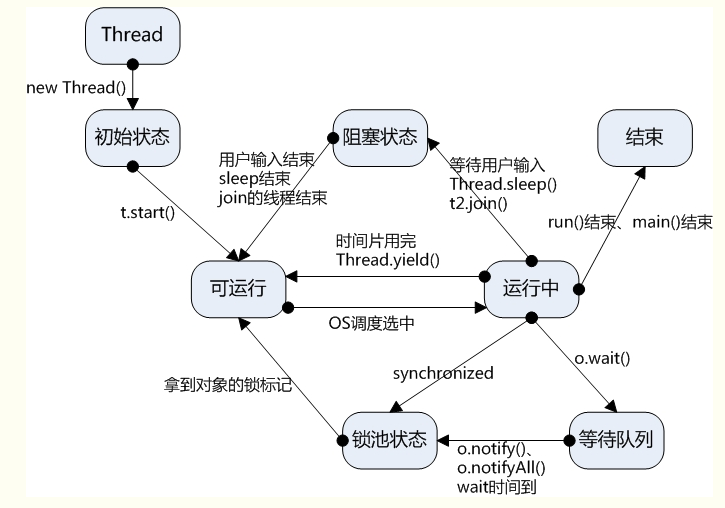 Thread
new Thread()
初始状态
阻塞状态
结束
用户输入结束
sleep结束
join的线程结束
等待用户输入
Thread.sleep()
t2.join()
t.start()
run()结束、main()结束
时间片用完
Thread.yield()
可运行
运行中
OS调度选中
o.wait()
synchronized
拿到对象的锁标记
锁池状态
等待队列
o.notify()、
o.notifyAll()
wait时间到